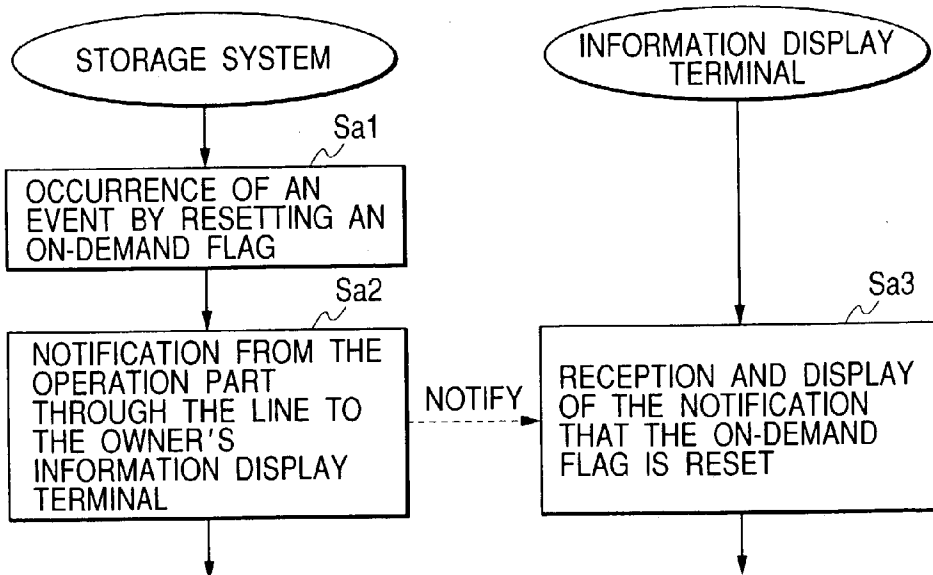 STORAGE SYSTEM
INFORMATION DISPLAY
TERMINAL
Sa1
OCCURRENCE OF AN
EVENT BY RESETTING AN
ON-DEMAND FLAG
Sa2
NOTIFICATION FROM THE
OPERATION PART
THROUGH THE LINE TO
THE OWNER'S
INFORMATION DISPLAY
TERMINAL
NOTIFY
Sa3
RECEPTION AND DISPLAY
OF THE NOTIFICATION
THAT THE ON-DEMAND
FLAG IS RESET